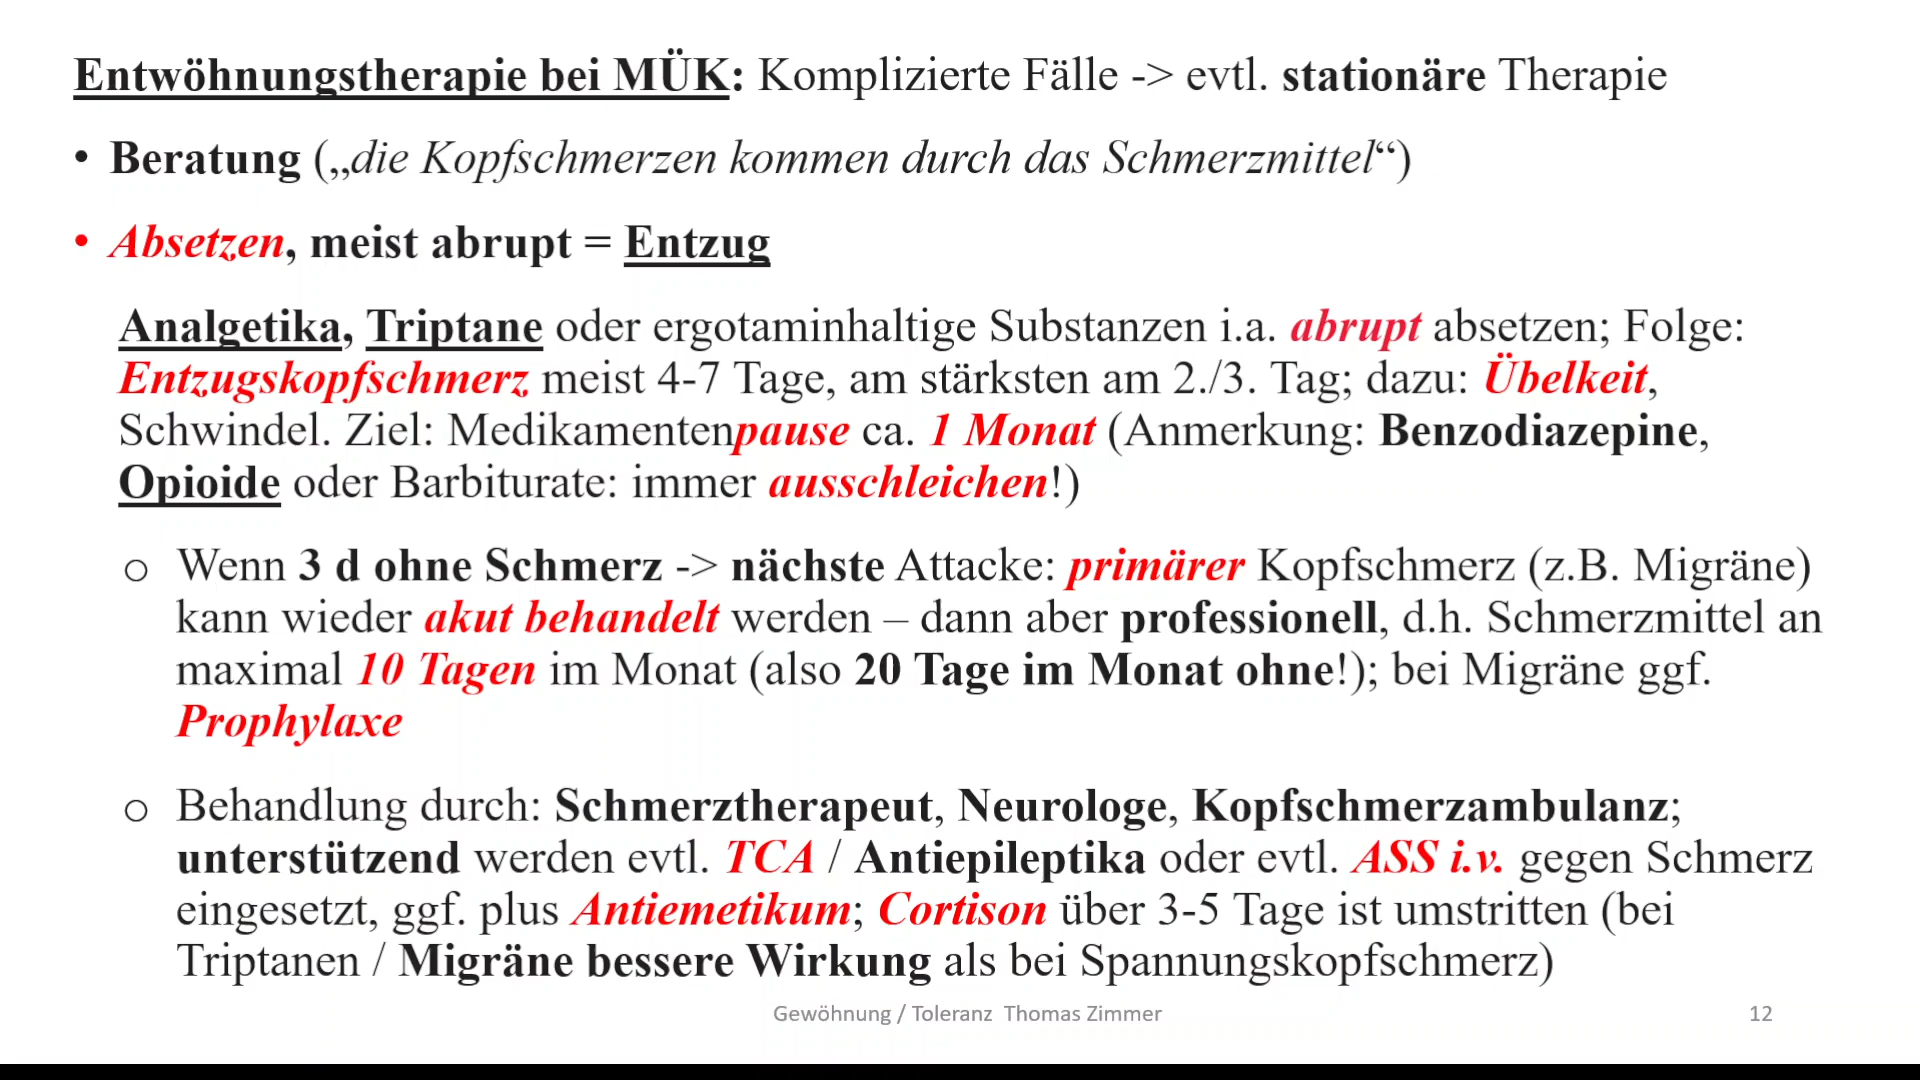 Entwöhnungstherapie bei MÜK: Komplizierte Fälle -> evtl. stationäre Therapie
• Beratung („die Kopfschmerzen kommen durch das Schmerzmittel“)
• Absetzen, meist abrupt = Entzug
Analgetika, Triptane oder ergotaminhaltige Substanzen i.a. abrupt absetzen; Folge:
Entzugskopfschmerz meist 4-7 Tage, am stärksten am 2./3. Tag; dazu: Übelkeit,
Schwindel. Ziel: Medikamentenpause ca. 1 Monat (Anmerkung: Benzodiazepine,
Opioide oder Barbiturate: immer ausschleichen!)
o Wenn 3 d ohne Schmerz -> nächste Attacke: primärer Kopfschmerz (z.B. Migräne)
kann wieder akut behandelt werden – dann aber professionell, d.h. Schmerzmittel an
maximal 10 Tagen im Monat (also 20 Tage im Monat ohne!); bei Migräne ggf.
Prophylaxe
o Behandlung durch: Schmerztherapeut, Neurologe, Kopfschmerzambulanz;
unterstützend werden evtl. TCA / Antiepileptika oder evtl. ASS i.v. gegen Schmerz
eingesetzt, ggf. plus Antiemetikum; Cortison über 3-5 Tage ist umstritten (bei
Triptanen / Migräne bessere Wirkung als bei Spannungskopfschmerz)
Gewöhnung / Toleranz Thomas Zimmer
12